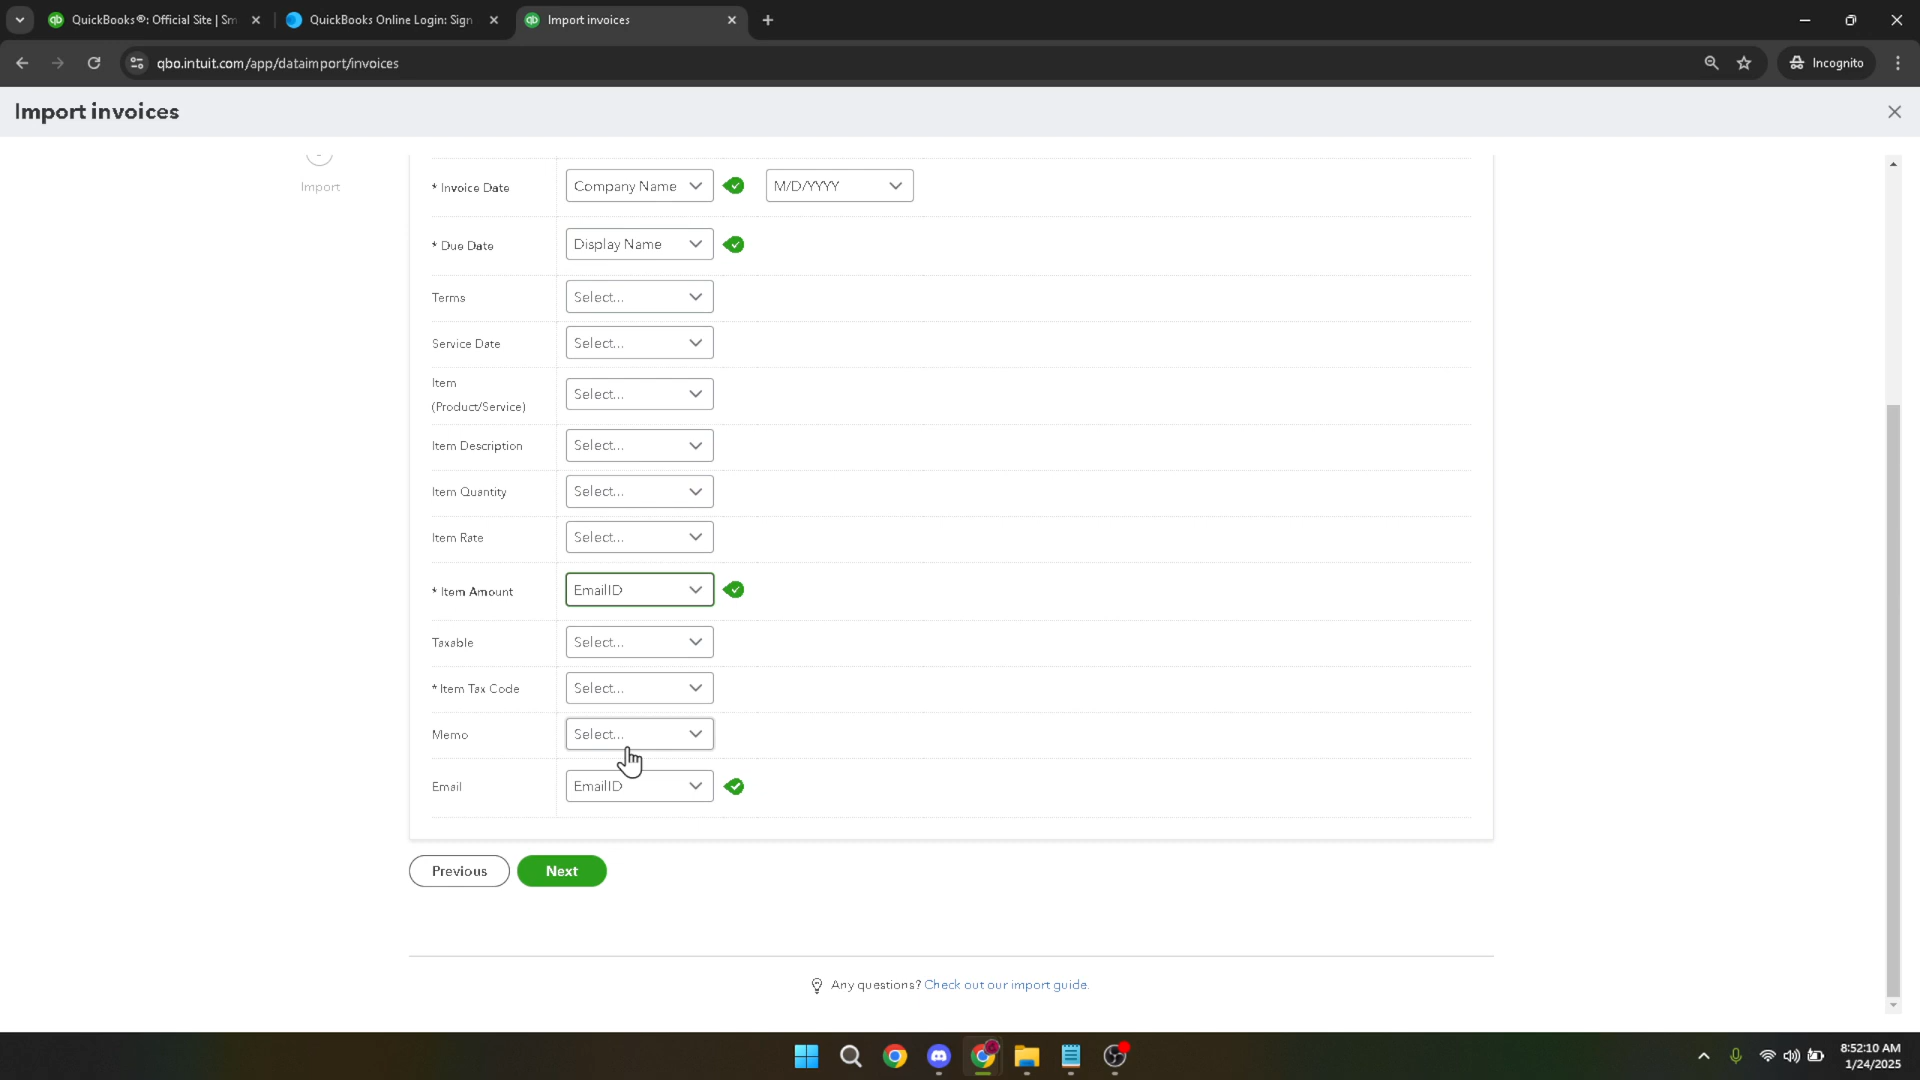 QuickBooks®: Official Site | Sm
QuickBooks Online Login: Sign
Import invoices
qbo.intuit.com/app/dataimport/invoices
Incognito
Import invoices
Import
* Invoice Date
Company Name
M/D/YYYY
* Due Date
Display Name
Terms
Select...
Service Date
Select...
Item
(Product/Service)
Select...
Item Description
Select...
Item Quantity
Select...
Item Rate
Select...
* Item Amount
EmailID
Taxable
Select...
* Item Tax Code
Select...
Memo
Select...
Email
EmailID
Previous
Next
Any questions? Check out our import guide.
8:52:10 AM
1/24/2025